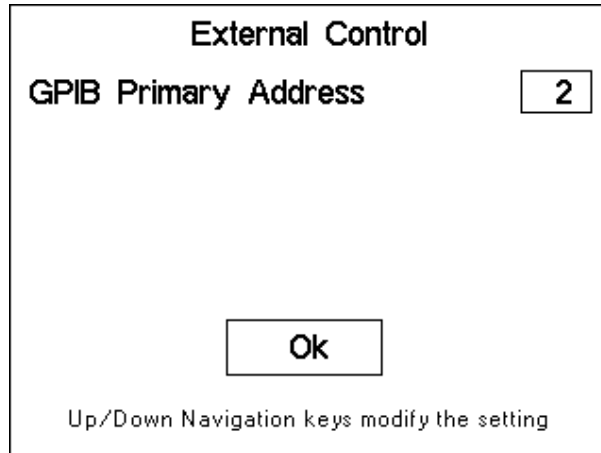 External Control
GPIB Primary Address 2
Ok
Up/Down Navigation keys modify the setting